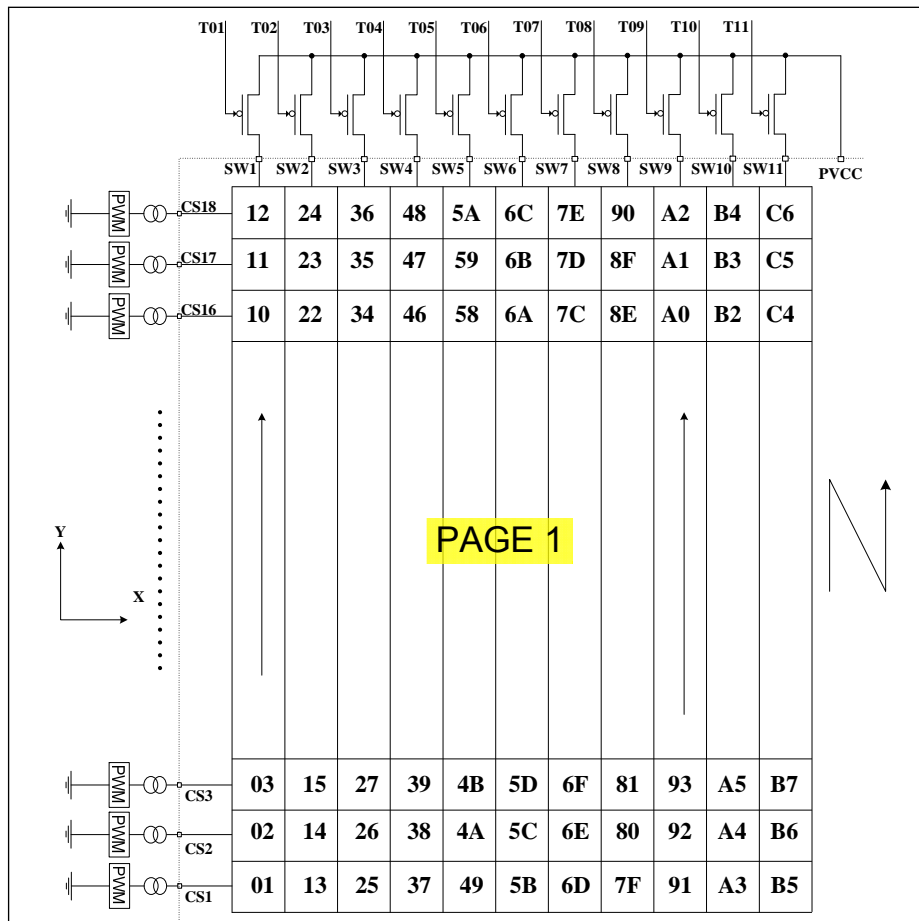 T01 T02 T03 T04 T05 T06 T07 T08 T09 T10 T11
SW1 SW2 SW3 SW4 SW5 SW6 SW7 SW8 SW9 SW10 SW11 PVCC
PWM CS18 12 24 36 48 5A 6C 7E 90 A2 B4 C6
PWM CS17 11 23 35 47 59 6B 7D 8F A1 B3 C5
PWM CS16 10 22 34 46 58 6A 7C 8E A0 B2 C4
PAGE 1
Y
X
PWM CS3 03 15 27 39 4B 5D 6F 81 93 A5 B7
PWM CS2 02 14 26 38 4A 5C 6E 80 92 A4 B6
PWM CS1 01 13 25 37 49 5B 6D 7F 91 A3 B5